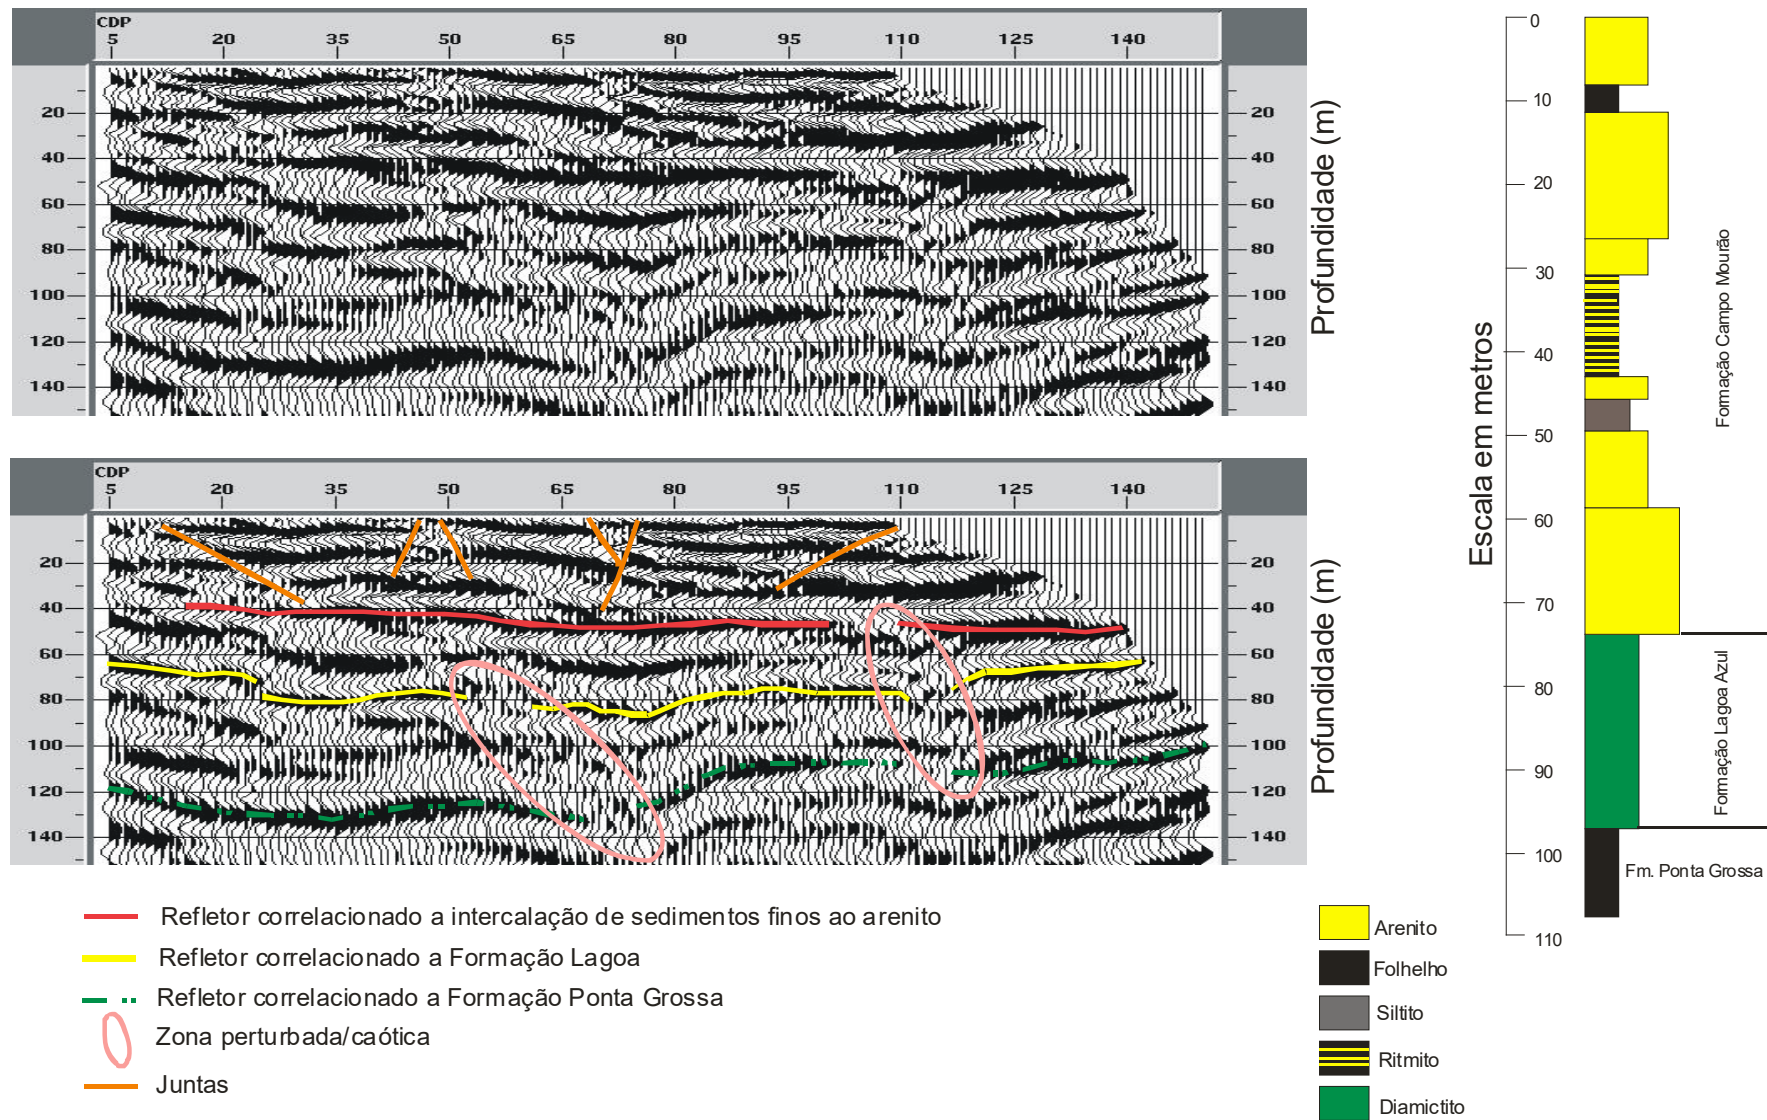 CDP
5 20 35 50 65 80 95 110 125 140
20 20
40 40
60 60
80 80
100 100
120 120
140 140
Profundidade (m)
CDP
5 20 35 50 65 80 95 110 125 140
20 20
40 40
60 60
80 80
100 100
120 120
140 140
Profundidade (m)
Refletor correlacionado a intercalação de sedimentos finos ao arenito
Refletor correlacionado a Formação Lagoa
Refletor correlacionado a Formação Ponta Grossa
Zona perturbada/caótica
Juntas
Escala em metros
0
10
20
30
40
50
60
70
80
90
100
110
Formação Campo Mourão
Formação Lagoa Azul
Fm. Ponta Grossa
Arenito
Folhelho
Siltito
Ritmito
Diamictito